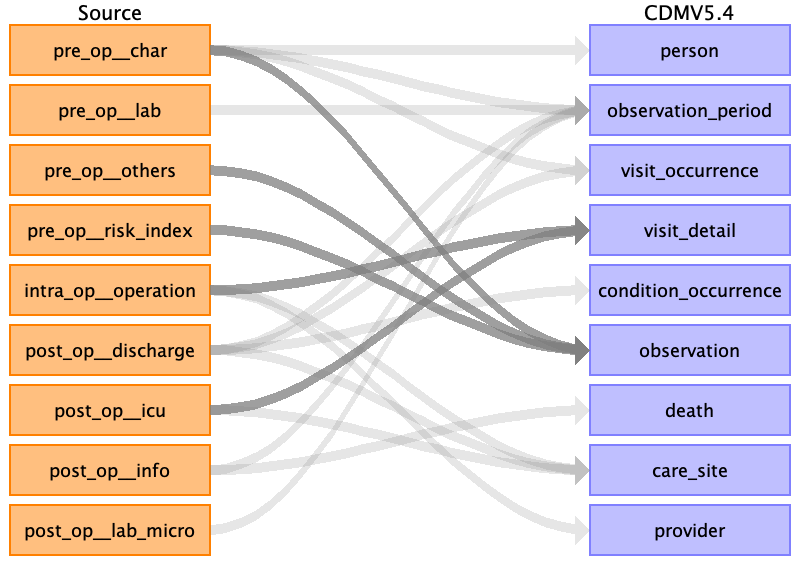 Source CDMV5.4
pre_op__char person
pre_op__lab observation_period
pre_op__others visit_occurrence
pre_op__risk_index visit_detail
intra_op__operation condition_occurrence
post_op__discharge observation
post_op__icu death
post_op__info care_site
post_op__lab_micro provider